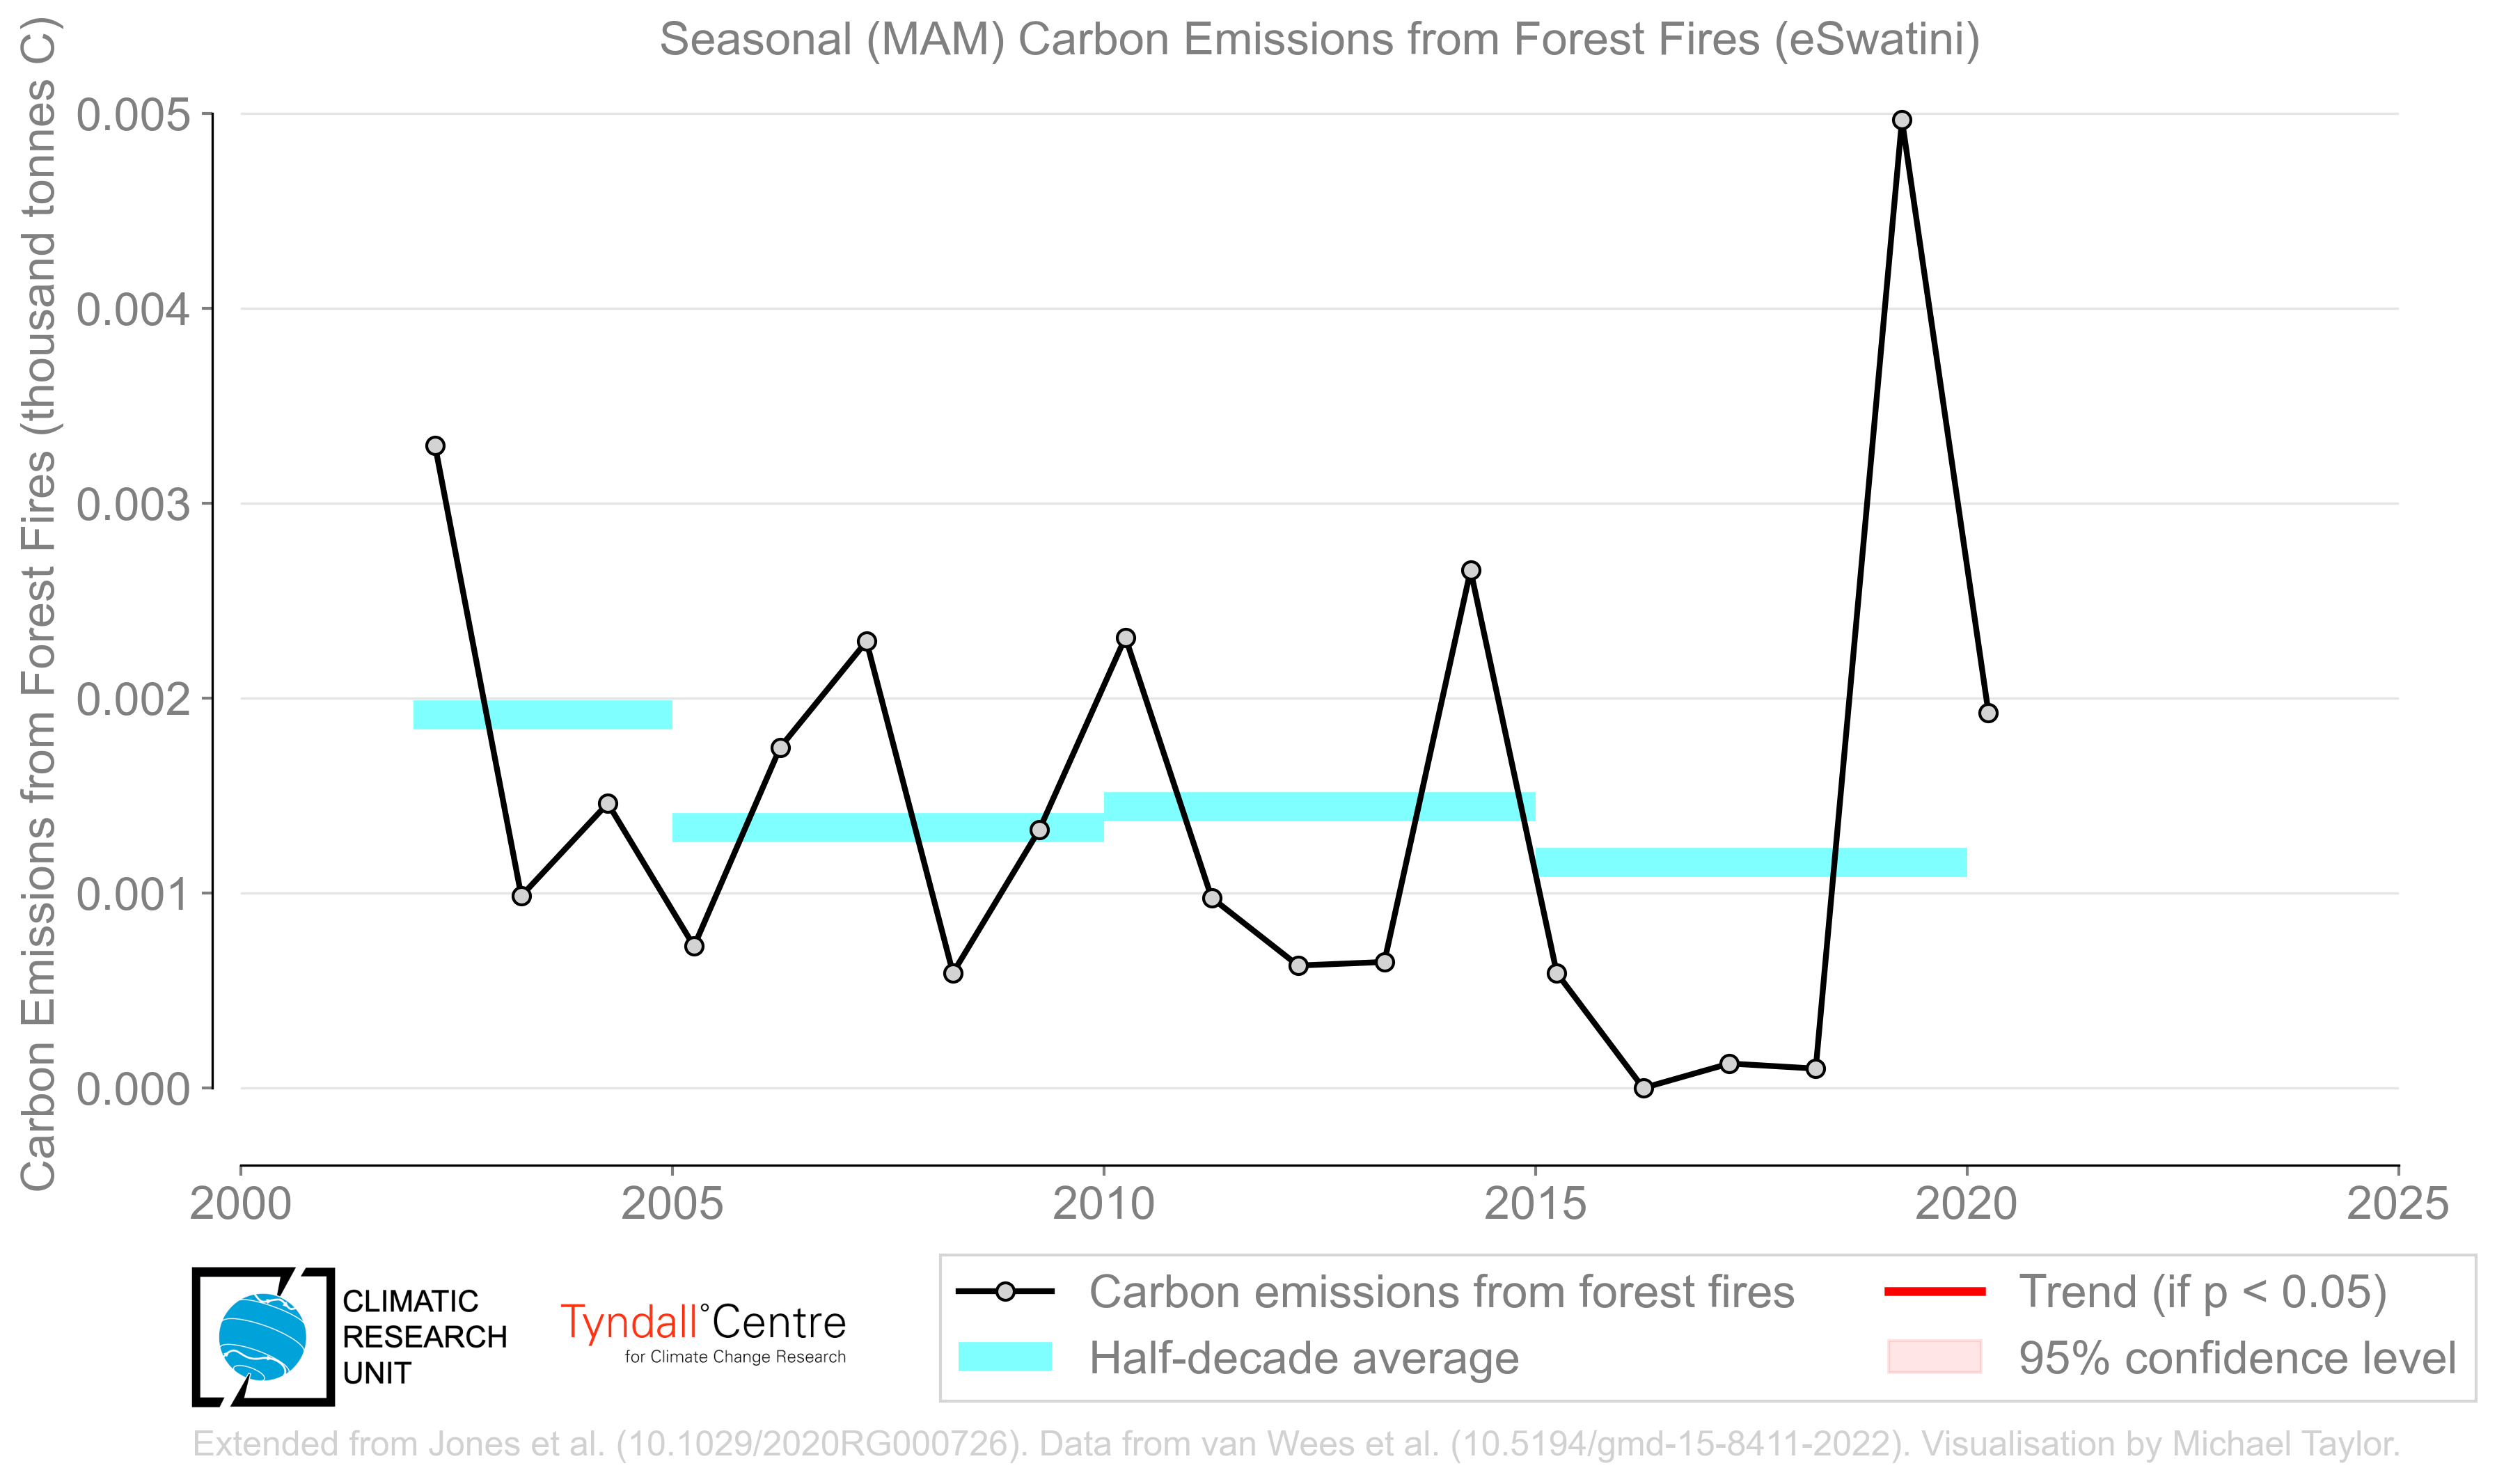 Seasonal (MAM) Carbon Emissions from Forest Fires (eSwatini)
Carbon Emissions from Forest Fires (thousand tonnes C)
0.005
0.004
0.003
0.002
0.001
0.000
2000
2005
2010
2015
2020
2025
CLIMATIC
RESEARCH
UNIT
Tyndall°Centre
for Climate Change Research
Carbon emissions from forest fires
Half-decade average
Trend (if p < 0.05)
95% confidence level
Extended from Jones et al. (10.1029/2020RG000726). Data from van Wees et al. (10.5194/gmd-15-8411-2022). Visualisation by Michael Taylor.